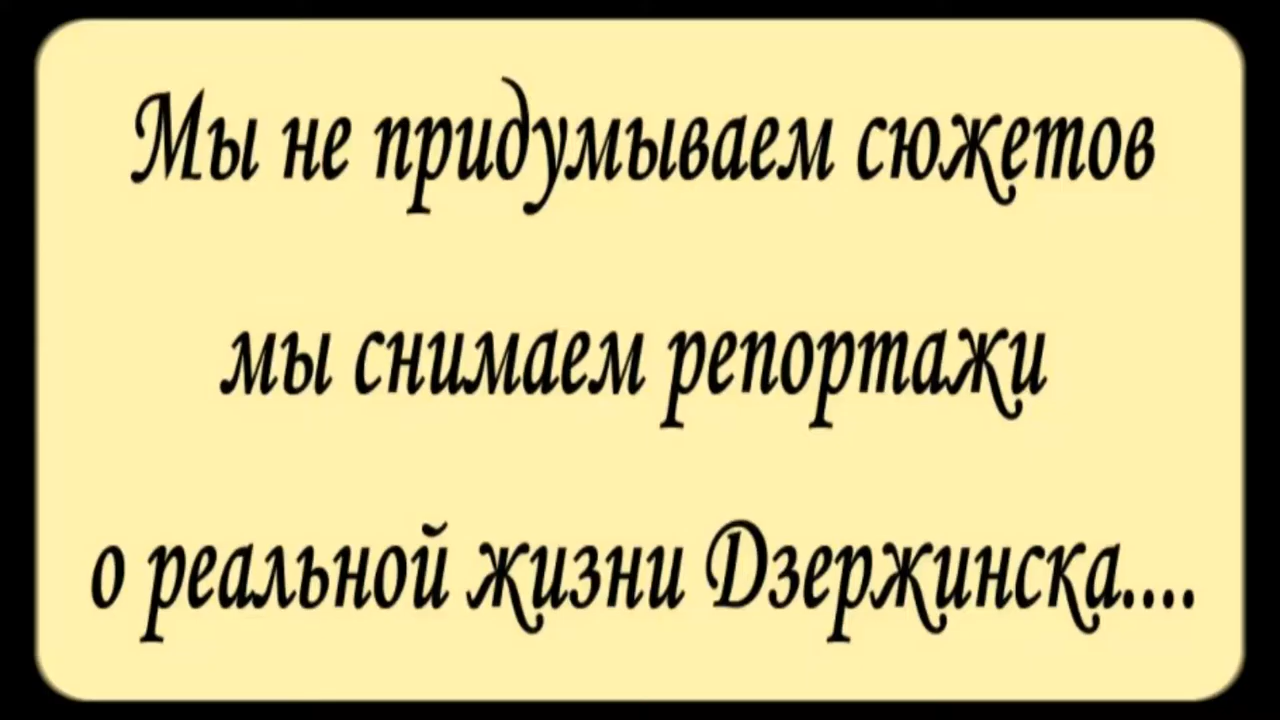 Мы не придумываем сюжетов
мы снимаем репортажи
о реальной жизни Дзержинска....